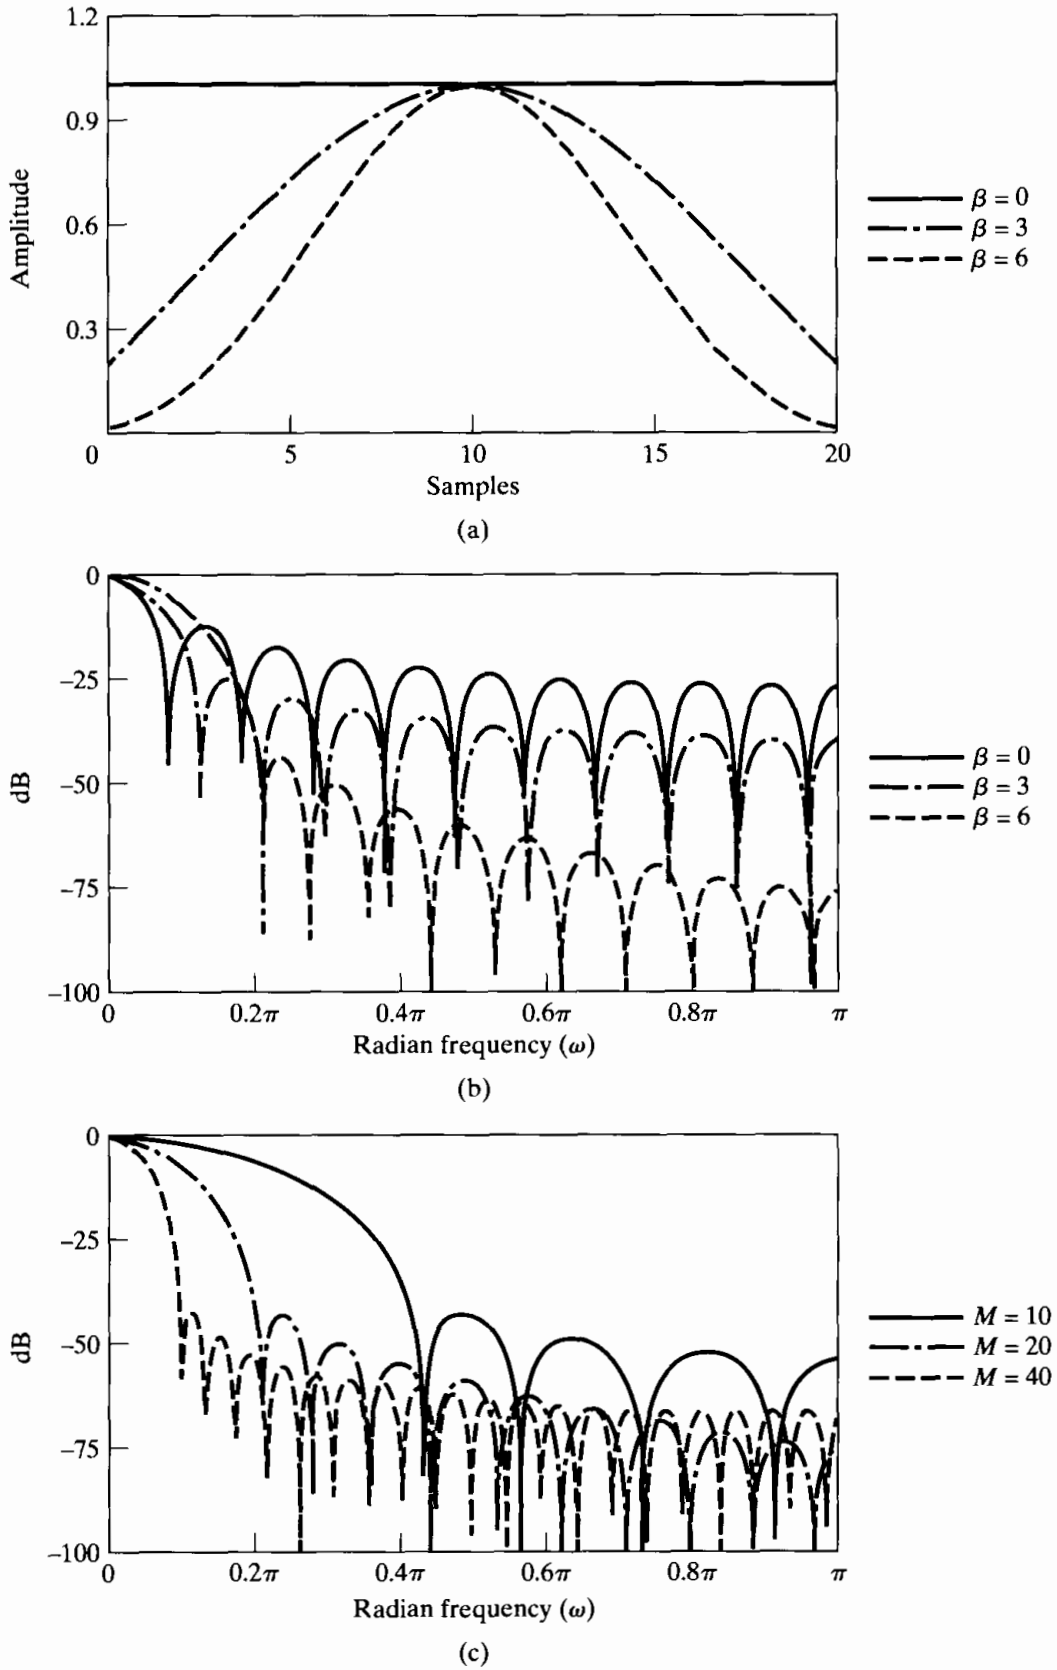 1.2
0.9
0.6
0.3
Amplitude
0 5 10 15 20
Samples
β = 0
β = 3
β = 6
(a)
0
−25
−50
−75
−100
dB
0 0.2π 0.4π 0.6π 0.8π π
Radian frequency (ω)
β = 0
β = 3
β = 6
(b)
0
−25
−50
−75
−100
dB
0 0.2π 0.4π 0.6π 0.8π π
Radian frequency (ω)
M = 10
M = 20
M = 40
(c)